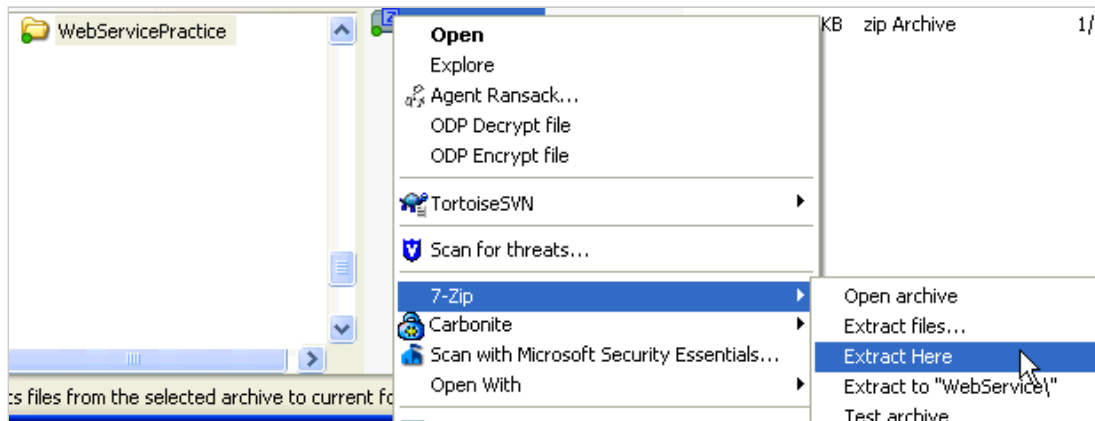 WebServicePractice
KB zip Archive 1/
Open
Explore
Agent Ransack...
ODP Decrypt file
ODP Encrypt file
TortoiseSVN
Scan for threats...
7-Zip
Carbonite
Scan with Microsoft Security Essentials...
Open With
Open archive
Extract files...
Extract Here
Extract to "WebService\"
Test archive
ts files from the selected archive to current fo